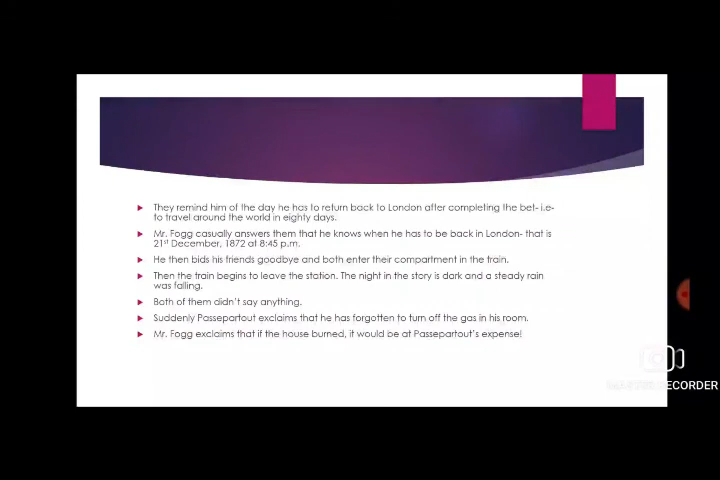 They remind him of the day he has to return back to London after completing the bet- i.e-
to travel around the world in eighty days.
Mr. Fogg casually answers them that he knows when he has to be back in London- that is
21st December, 1872 at 8:45 p.m.
He then bids his friends goodbye and both enter their compartment in the train.
Then the train begins to leave the station. The night in the story is dark and a steady rain
was falling.
Both of them didn't say anything.
Suddenly Passepartout exclaims that he has forgotten to turn off the gas in his room.
Mr. Fogg exclaims that if the house burned, it would be at Passepartout's expense!
RECORDER